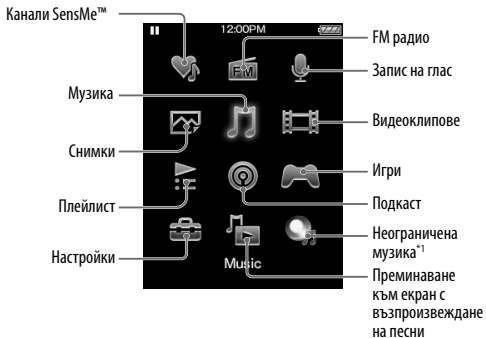 Канали SensMe™
12:00PM
FM радио
FM
Запис на глас
Музика
Видеоклипове
Снимки
Игри
Плейлист
Подкаст
Настройки
Неограничена
музика*1
Music
Преминаване
към екран с
възпроизвеждане
на песни